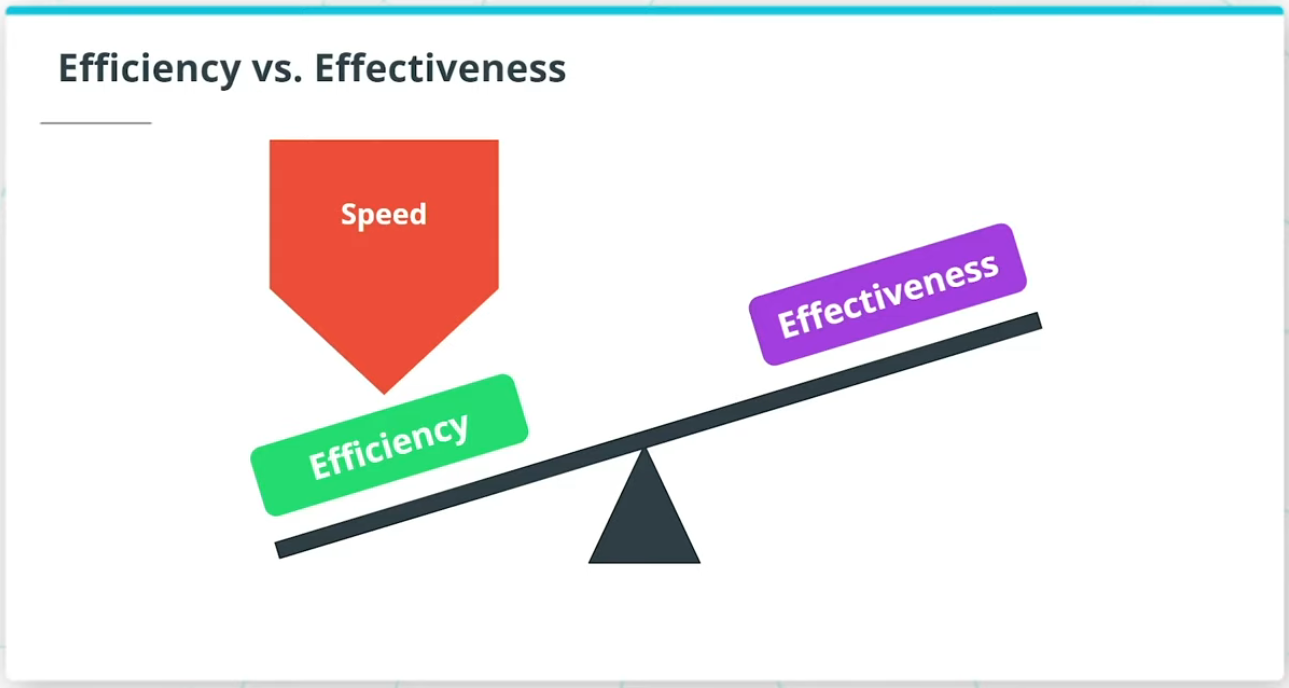 Efficiency vs. Effectiveness
Speed
Effectiveness
Efficiency